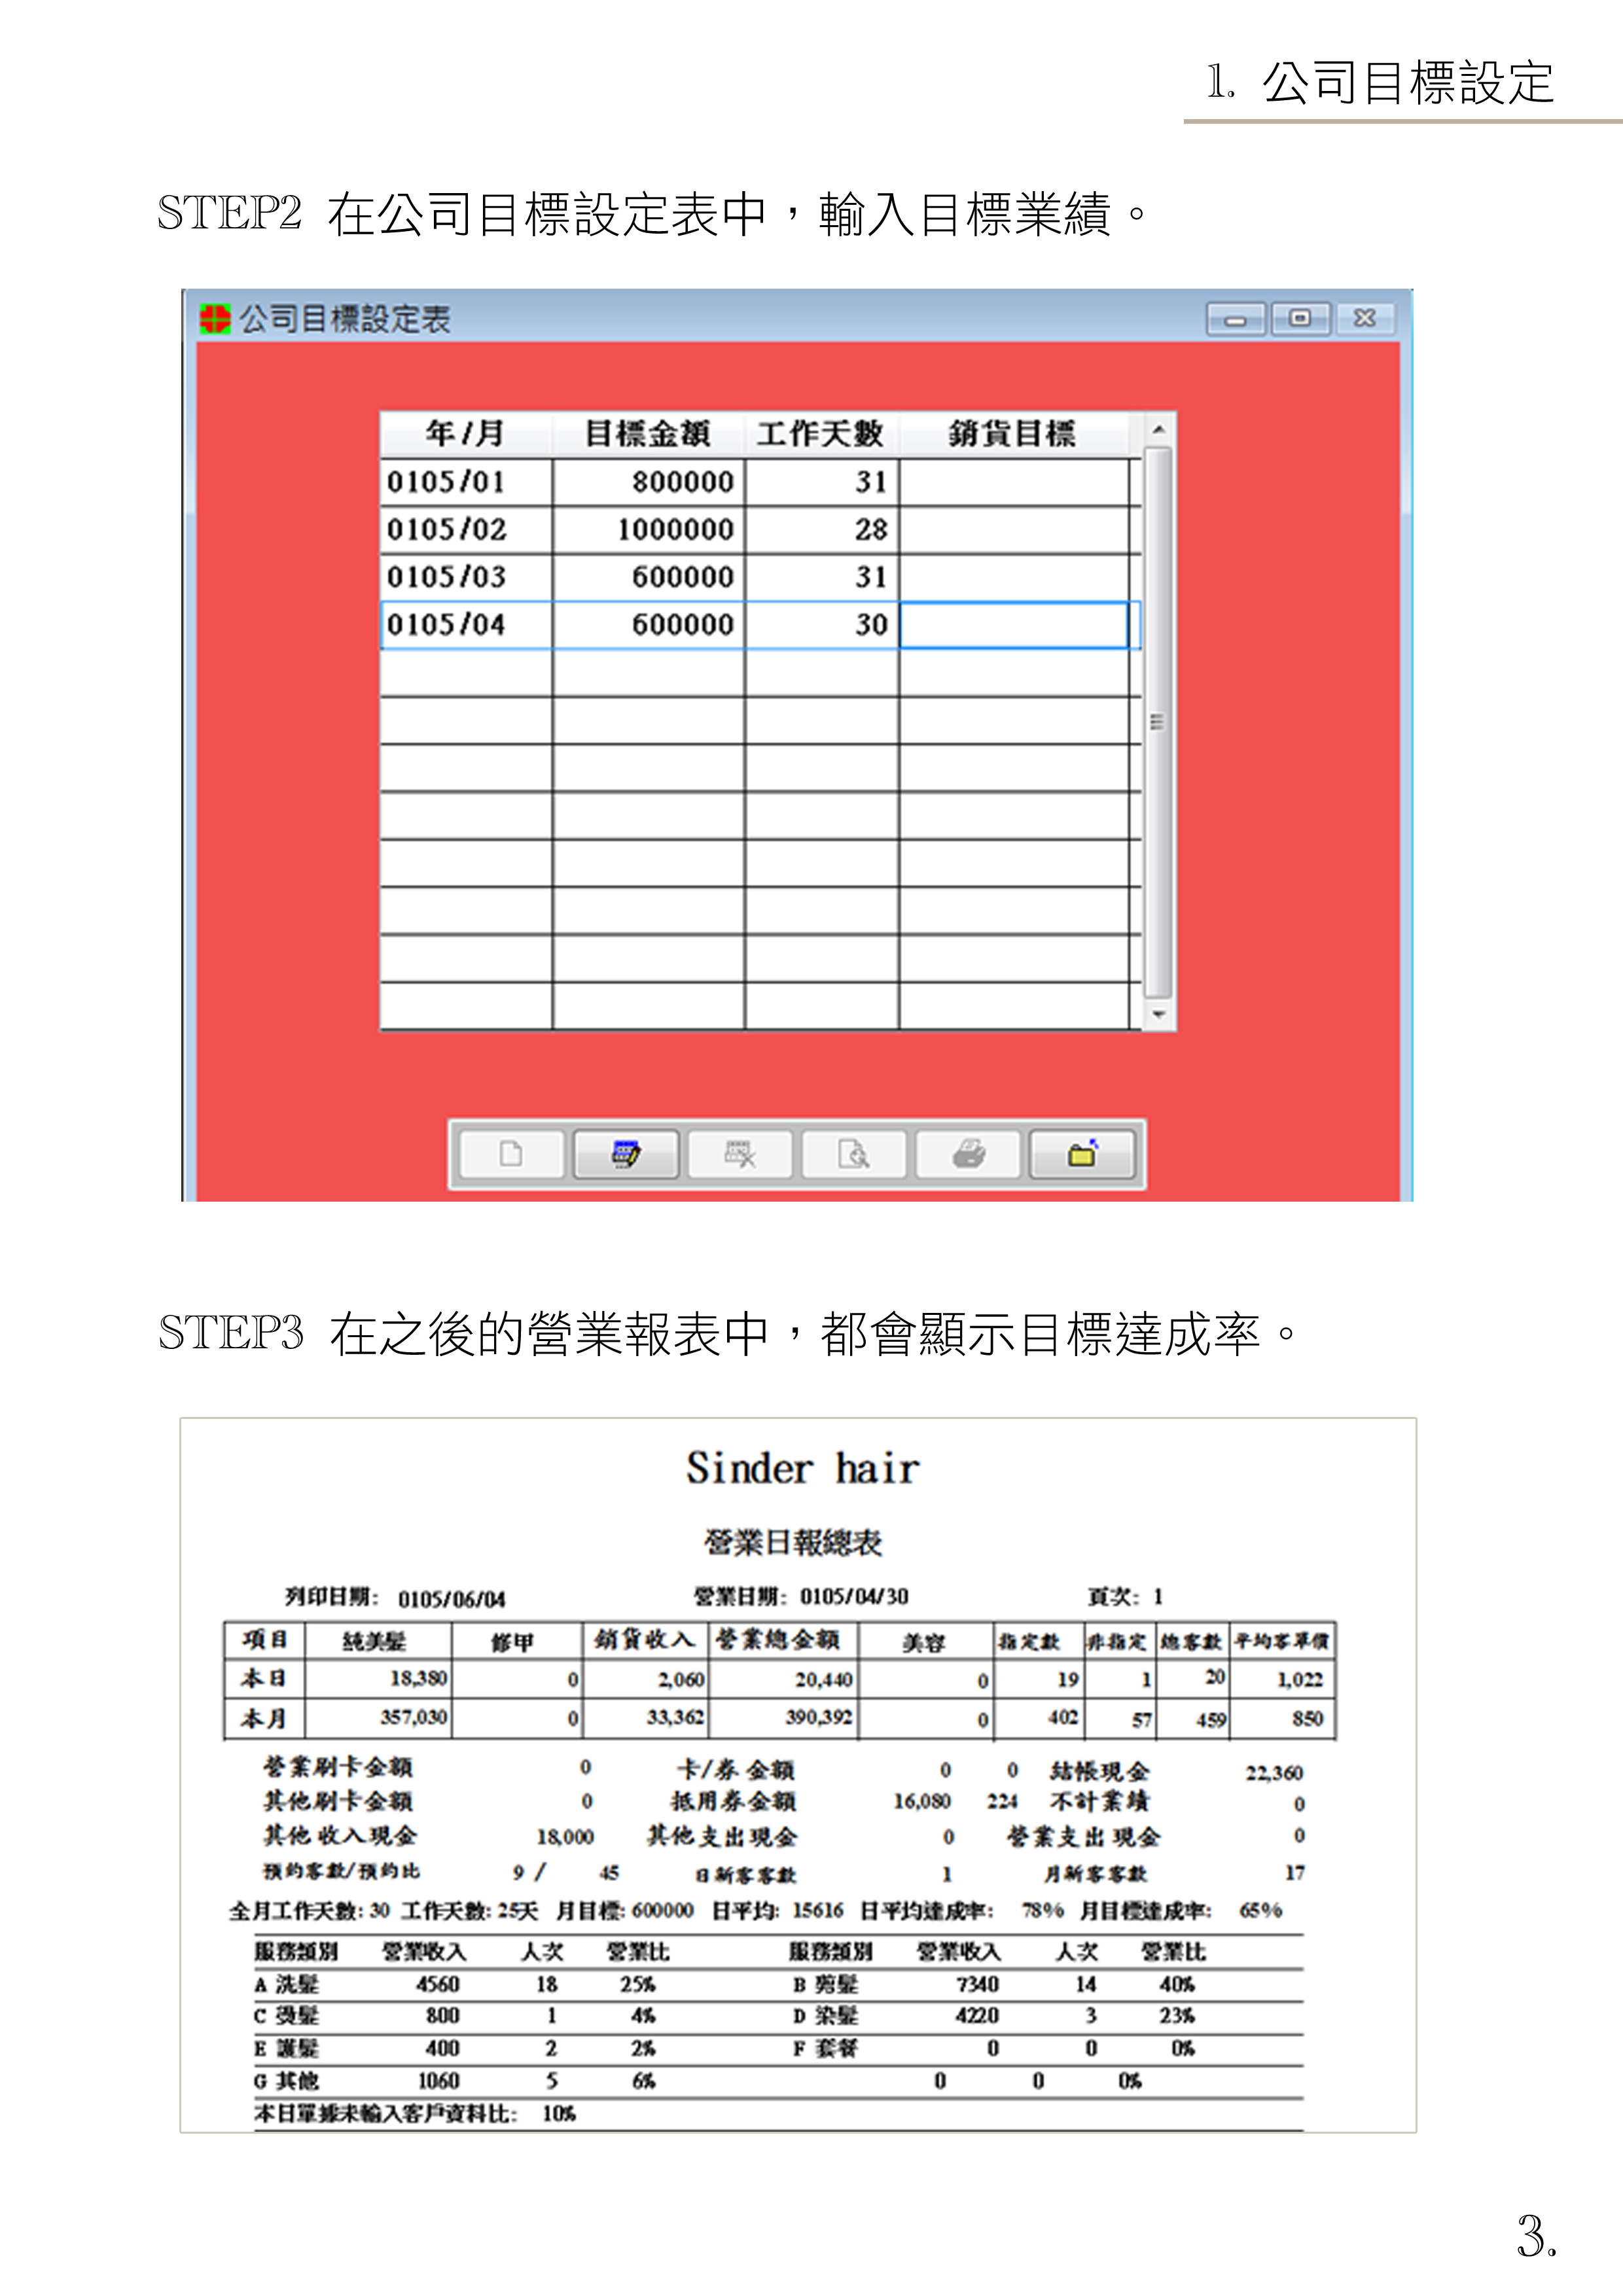 1. 公司目標設定
STEP2 在公司目標設定表中，輸入目標業績。
公司目標設定表
年/月 目標金額 工作天數 銷貨目標
0105/01 800000 31
0105/02 1000000 28
0105/03 600000 31
0105/04 600000 30
STEP3 在之後的營業報表中，都會顯示目標達成率。
Sinder hair
營業日報總表
列印日期: 0105/06/04 營業日期: 0105/04/30 頁次: 1
項目 純美髮 修甲 銷貨收入 營業總金額 美容 指定數 非指定 總客數 平均客單價
本日 18,380 0 2,060 20,440 0 19 1 20 1,022
本月 357,030 0 33,362 390,392 0 402 57 459 850
營業刷卡金額 0 卡/券金額 0 0 結帳現金 22,360
其他刷卡金額 0 抵用券金額 16,080 224 不計業績 0
其他收入現金 18,000 其他支出現金 0 營業支出現金 0
預約客數/預約比 9 / 45 日新客客數 1 月新客客數 17
全月工作天數: 30 工作天數: 25天 月目標: 600000 日平均: 15616 日平均達成率: 78% 月目標達成率: 65%
服務類別 營業收入 人次 營業比 服務類別 營業收入 人次 營業比
A 洗髮 4560 18 25% B 剪髮 7340 14 40%
C 燙髮 800 1 4% D 染髮 4220 3 23%
E 護髮 400 2 2% F 套餐 0 0 0%
G 其他 1060 5 6% 0 0 0%
本日單據未輸入客戶資料比: 10%
3.